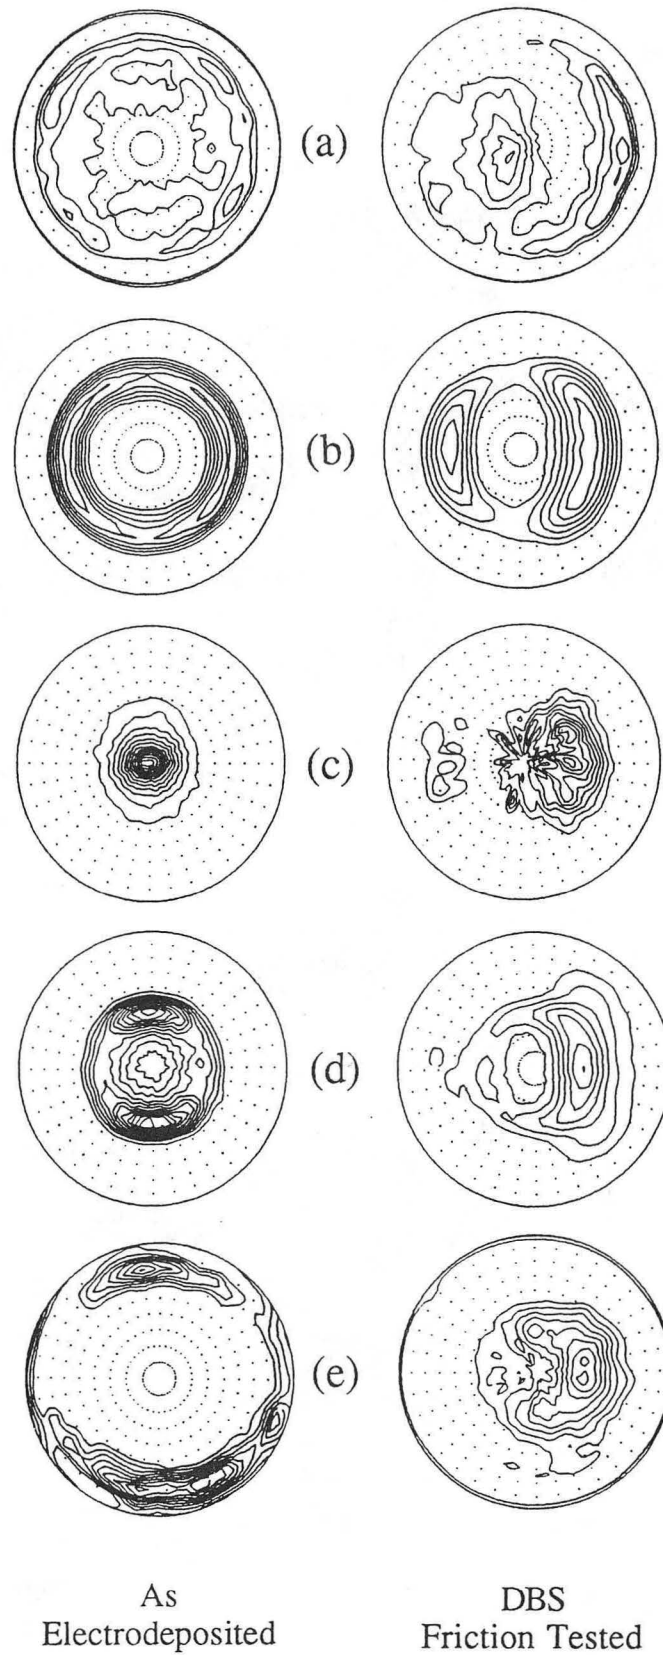 (a)
(b)
(c)
(d)
(e)
As
Electrodeposited
DBS
Friction Tested